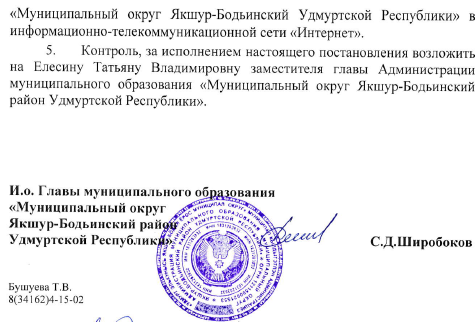 «Муниципальный округ Якшур-Бодьинский Удмуртской Республики» в
информационно-телекоммуникационной сети «Интернет».
5. Контроль, за исполнением настоящего постановления возложить
на Елесину Татьяну Владимировну заместителя главы Администрации
муниципального образования «Муниципальный округ Якшур-Бодьинский
район Удмуртской Республики».
И.о. Главы муниципального образования
«Муниципальный округ
Якшур-Бодьинский район
Удмуртской Республики» С.Д.Широбоков
Бушуева Т.В.
8(34162)4-15-02